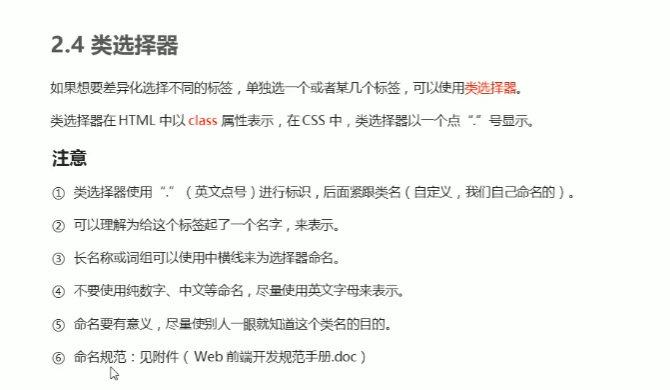 2.4 类选择器
如果想要差异化选择不同的标签，单独选一个或者某几个标签，可以使用类选择器。
类选择器在 HTML 中以 class 属性表示，在 CSS 中，类选择器以一个点“.”号显示。
注意
① 类选择器使用“.”（英文点号）进行标识，后面紧跟类名（自定义，我们自己命名的）。
② 可以理解为给这个标签起了一个名字，来表示。
③ 长名称或词组可以使用中横线来为选择器命名。
④ 不要使用纯数字、中文等命名，尽量使用英文字母来表示。
⑤ 命名要有意义，尽量使别人一眼就知道这个类名的目的。
⑥ 命名规范：见附件（ Web 前端开发规范手册.doc）